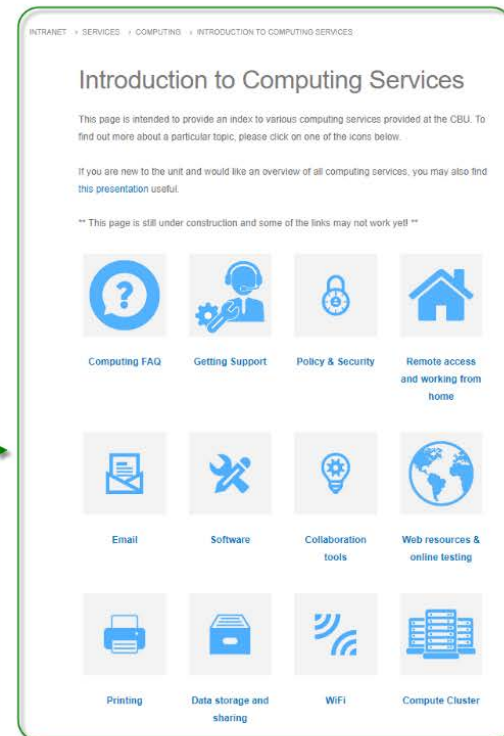 INTRANET › SERVICES › COMPUTING › INTRODUCTION TO COMPUTING SERVICES
Introduction to Computing Services
This page is intended to provide an index to various computing services provided at the CBU. To
find out more about a particular topic, please click on one of the icons below.
If you are new to the unit and would like an overview of all computing services, you may also find
this presentation useful.
** This page is still under construction and some of the links may not work yet! **
Computing FAQ
Getting Support
Policy & Security
Remote access
and working from
home
Email
Software
Collaboration
tools
Web resources &
online testing
Printing
Data storage and
sharing
WiFi
Compute Cluster